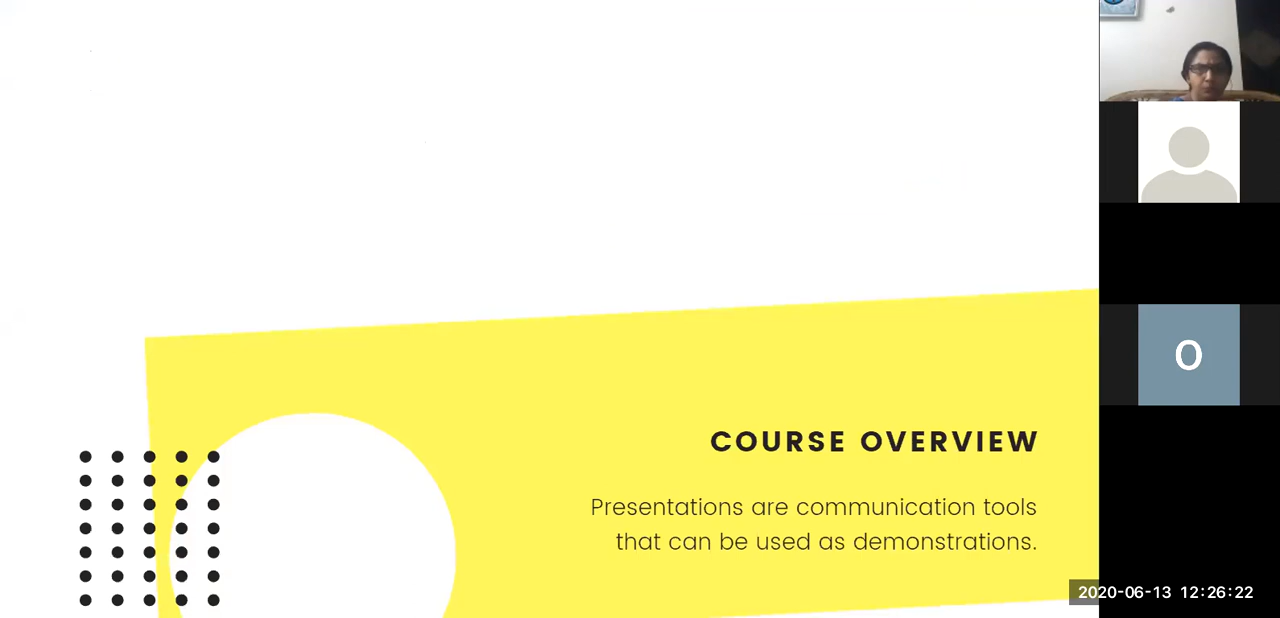 COURSE OVERVIEW
Presentations are communication tools
that can be used as demonstrations.
O
2020-06-13 12:26:22